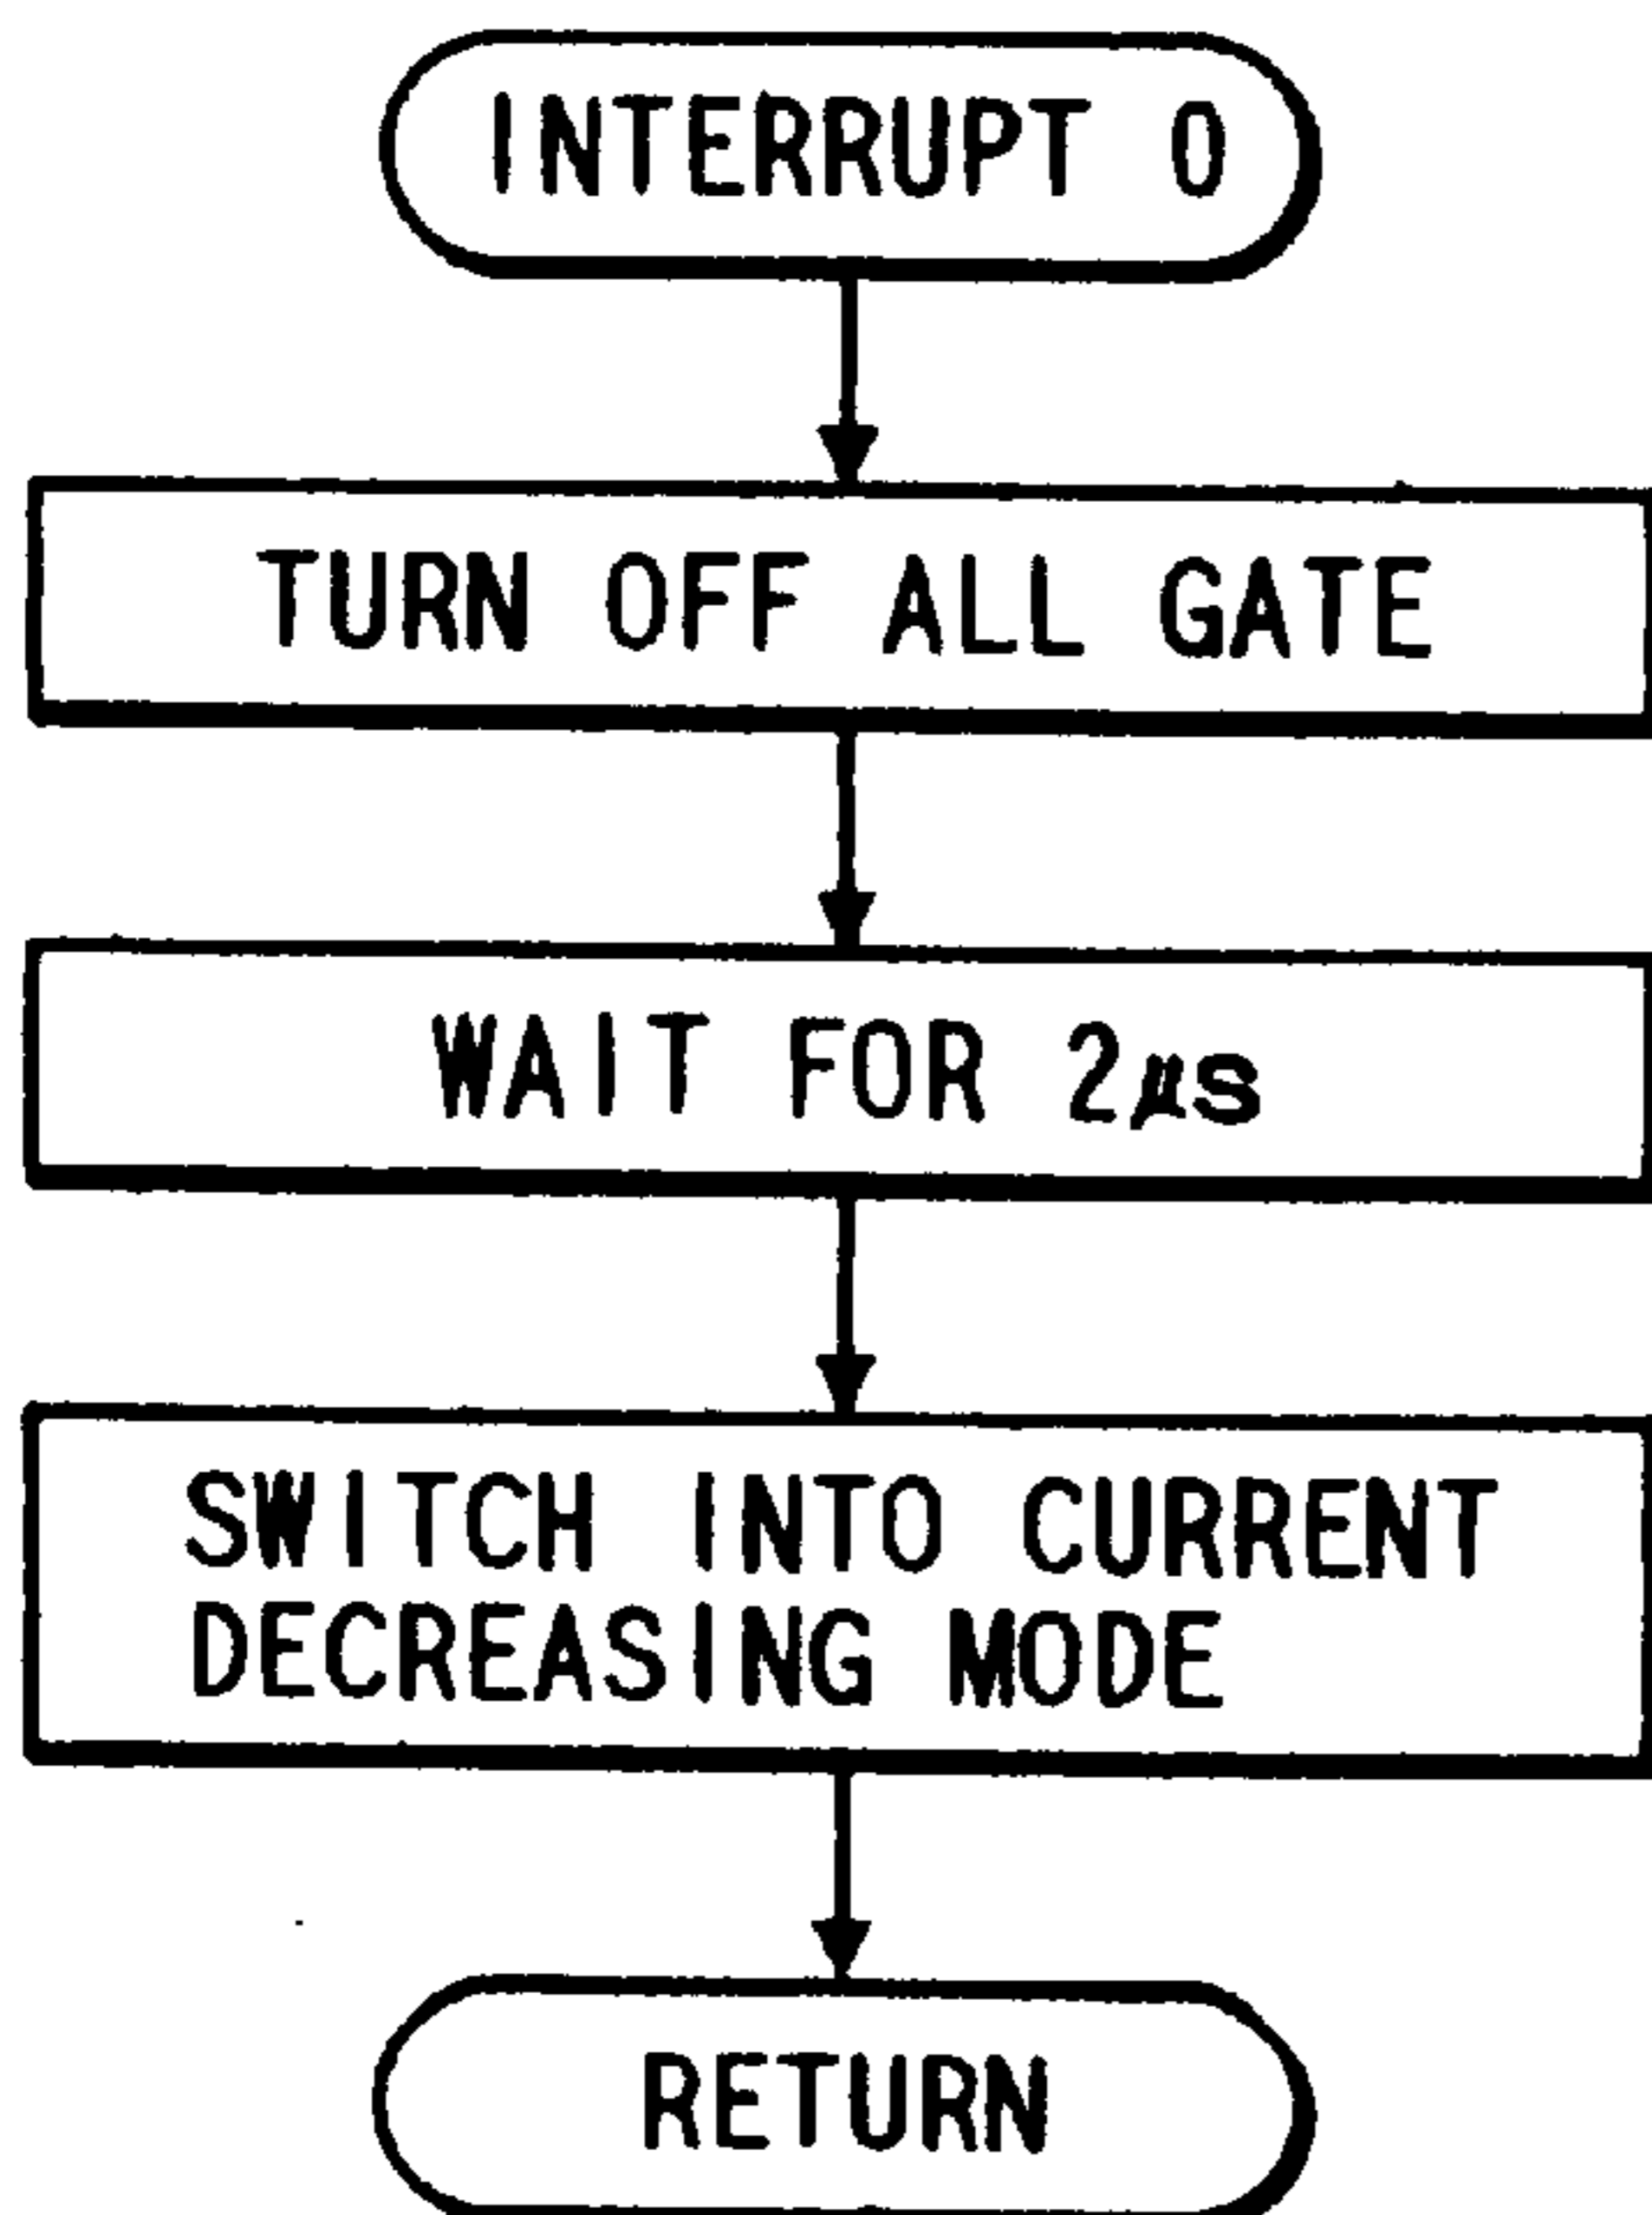 INTERRUPT 0
TURN OFF ALL GATE
WAIT FOR 2μs
SWITCH INTO CURRENT
DECREASING MODE
RETURN